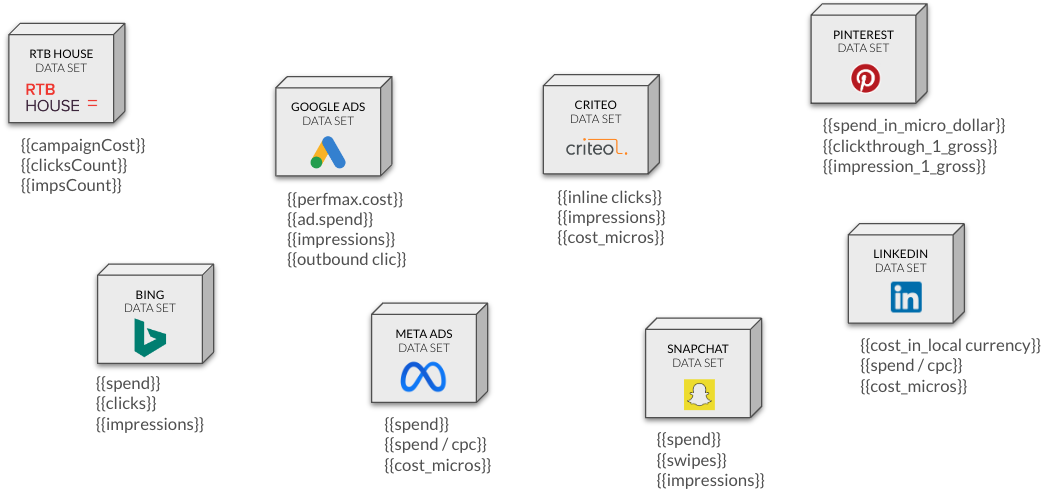 RTB HOUSE
DATA SET
RTB
HOUSE
{{campaignCost}}
{{clicksCount}}
{{impsCount}}
GOOGLE ADS
DATA SET
{{perfmax.cost}}
{{ad.spend}}
{{impressions}}
{{outbound clic}}
CRITEO
DATA SET
criteol.
{{inline clicks}}
{{impressions}}
{{cost_micros}}
PINTEREST
DATA SET
{{spend_in_micro_dollar}}
{{clickthrough_1_gross}}
{{impression_1_gross}}
BING
DATA SET
{{spend}}
{{clicks}}
{{impressions}}
META ADS
DATA SET
{{spend}}
{{spend / cpc}}
{{cost_micros}}
SNAPCHAT
DATA SET
{{spend}}
{{swipes}}
{{impressions}}
LINKEDIN
DATA SET
in
{{cost_in_local currency}}
{{spend / cpc}}
{{cost_micros}}